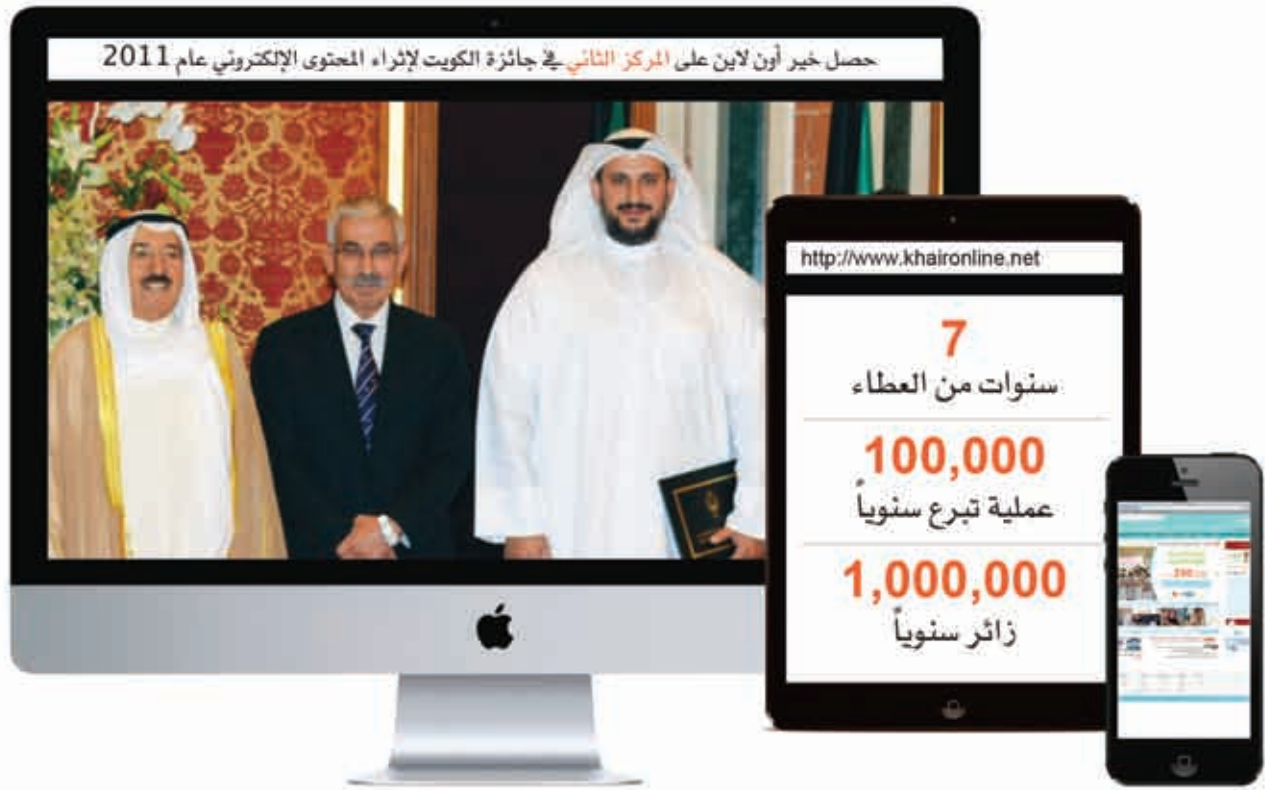 حصل خير أون لاين على المركز الثاني في جائزة الكويت لإثراء المحتوى الإلكتروني عام 2011
http://www.khaironline.net
7
سنوات من العطاء
100,000
عملية تبرع سنوياً
1,000,000
زائر سنوياً